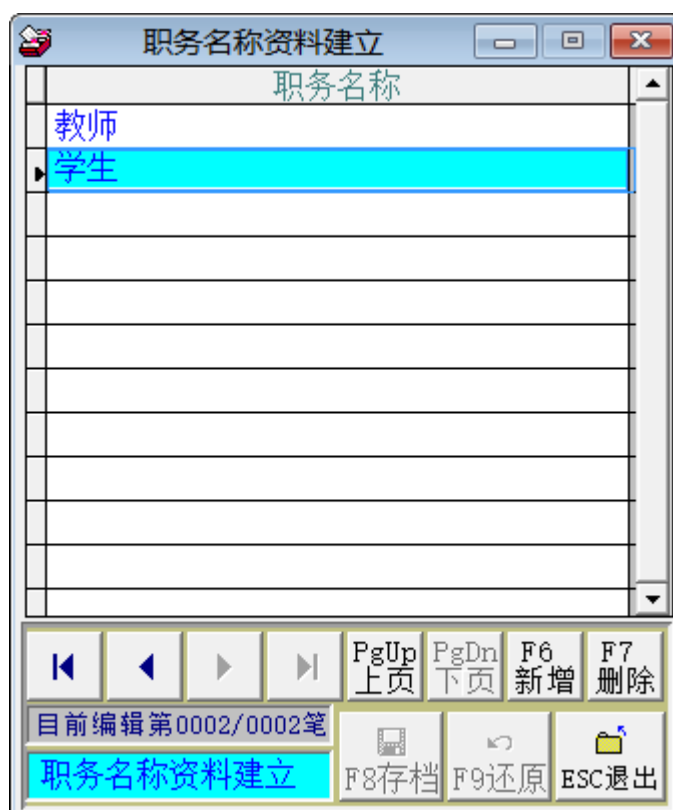 职务名称资料建立
职务名称
教师
学生
PgUp 上页
PgDn 下页
F6 新增
F7 删除
目前编辑第0002/0002笔
职务名称资料建立
F8存档
F9还原
ESC退出